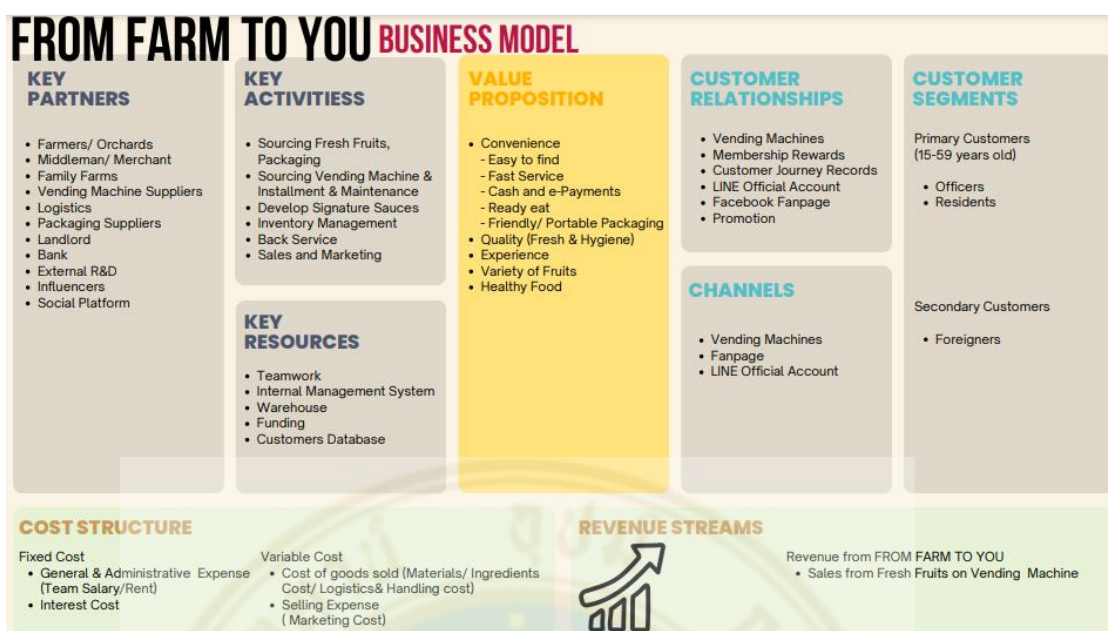 FROM FARM TO YOU BUSINESS MODEL
KEY
PARTNERS
• Farmers/ Orchards
• Middleman/ Merchant
• Family Farms
• Vending Machine Suppliers
• Logistics
• Packaging Suppliers
• Landlord
• Bank
• External R&D
• Influencers
• Social Platform
KEY
ACTIVITIESS
• Sourcing Fresh Fruits,
Packaging
• Sourcing Vending Machine &
Installment & Maintenance
• Develop Signature Sauces
• Inventory Management
• Back Service
• Sales and Marketing
KEY
RESOURCES
• Teamwork
• Internal Management System
• Warehouse
• Funding
• Customers Database
VALUE
PROPOSITION
• Convenience
- Easy to find
- Fast Service
- Cash and e-Payments
- Ready eat
- Friendly/ Portable Packaging
• Quality (Fresh & Hygiene)
• Experience
• Variety of Fruits
• Healthy Food
CUSTOMER
RELATIONSHIPS
• Vending Machines
• Membership Rewards
• Customer Journey Records
• LINE Official Account
• Facebook Fanpage
• Promotion
CHANNELS
• Vending Machines
• Fanpage
• LINE Official Account
CUSTOMER
SEGMENTS
Primary Customers
(15-59 years old)
• Officers
• Residents
Secondary Customers
• Foreigners
COST STRUCTURE
Fixed Cost
• General & Administrative Expense
(Team Salary/Rent)
• Interest Cost
Variable Cost
• Cost of goods sold (Materials/ Ingredients
Cost/ Logistics& Handling cost)
• Selling Expense
( Marketing Cost)
REVENUE STREAMS
Revenue from FROM FARM TO YOU
• Sales from Fresh Fruits on Vending Machine